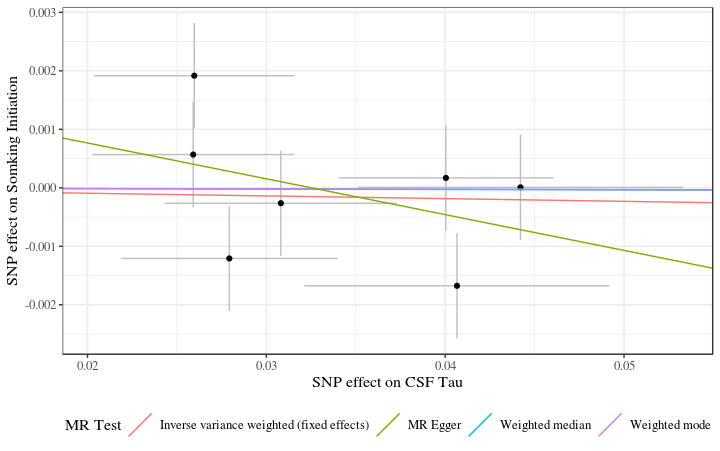 SNP effect on Somking Initiation
0.003
0.002
0.001
0.000
-0.001
-0.002
0.02 0.03 0.04 0.05
SNP effect on CSF Tau
MR Test Inverse variance weighted (fixed effects) MR Egger Weighted median Weighted mode